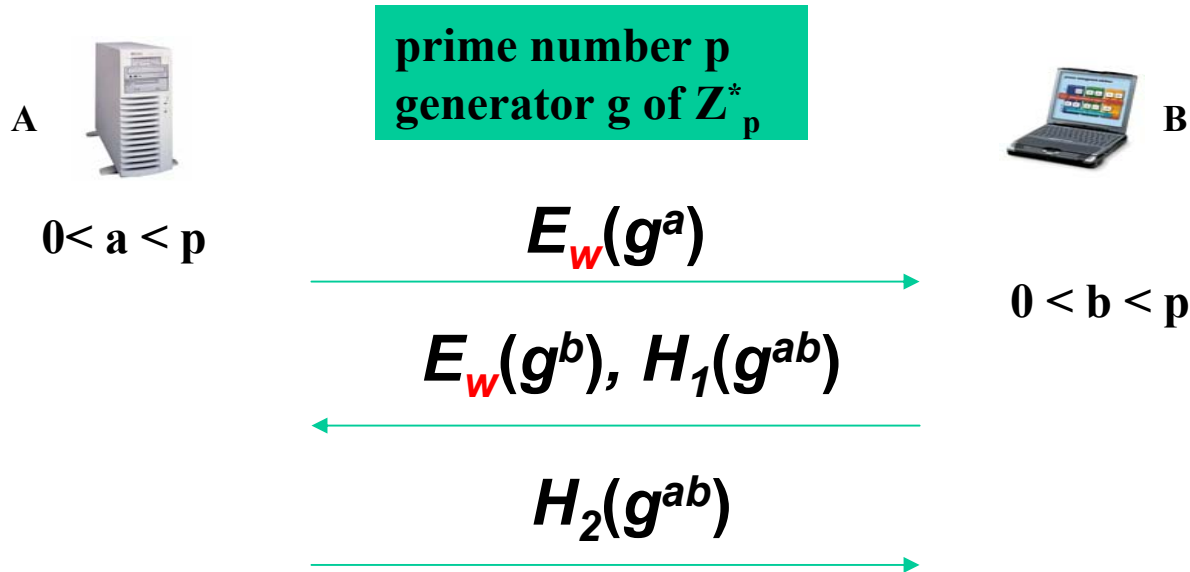 prime number p
generator g of Z*p
A
B
0< a < p
Ew(gᵃ)
0 < b < p
Ew(gᵇ), H₁(gᵃᵇ)
H₂(gᵃᵇ)